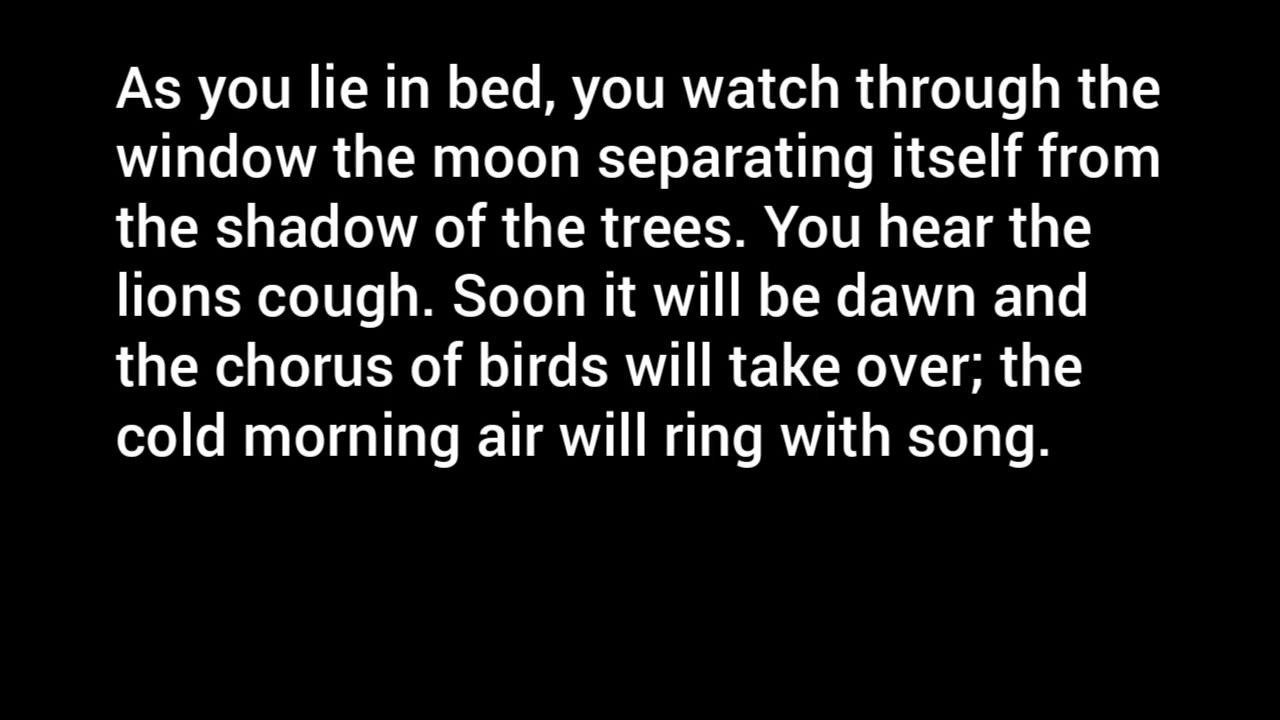 As you lie in bed, you watch through the
window the moon separating itself from
the shadow of the trees. You hear the
lions cough. Soon it will be dawn and
the chorus of birds will take over; the
cold morning air will ring with song.